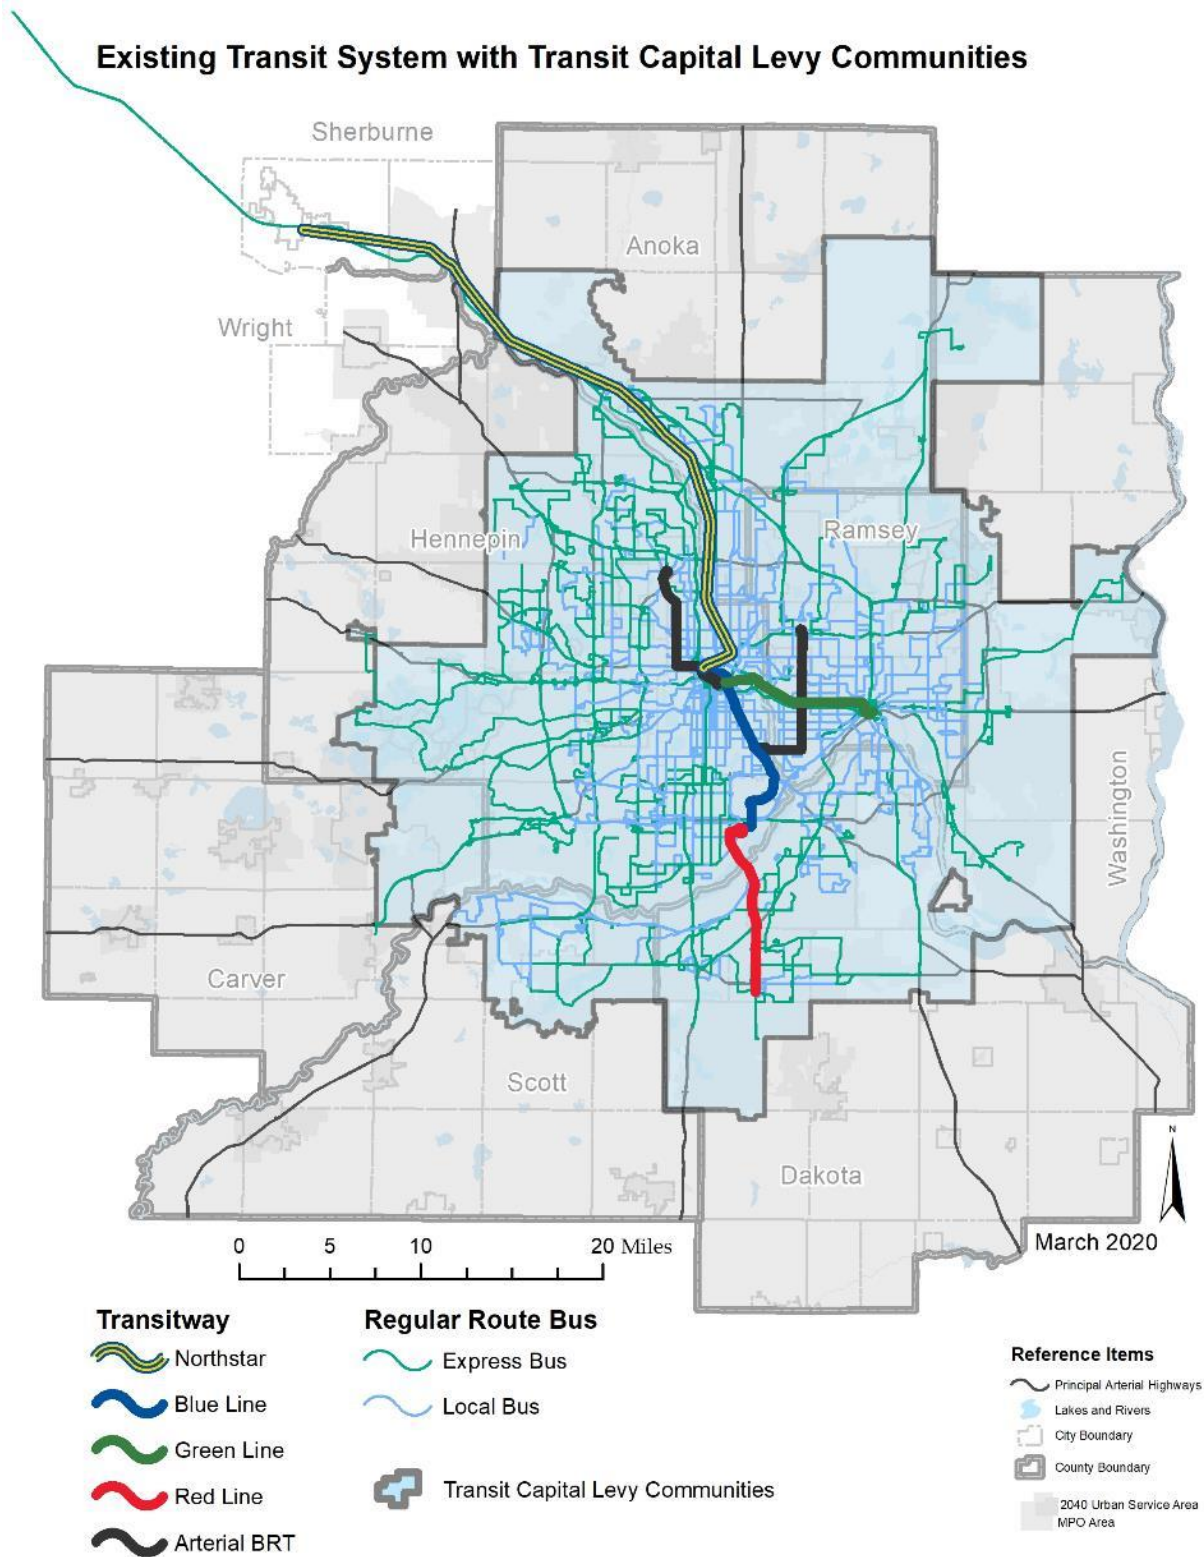 Existing Transit System with Transit Capital Levy Communities
Sherburne
Anoka
Wright
Hennepin
Ramsey
Washington
Carver
Scott
Dakota
N
March 2020
0 5 10 20 Miles
Transitway
Northstar
Blue Line
Green Line
Red Line
Arterial BRT
Regular Route Bus
Express Bus
Local Bus
Transit Capital Levy Communities
Reference Items
Principal Arterial Highways
Lakes and Rivers
City Boundary
County Boundary
2040 Urban Service Area
MPO Area